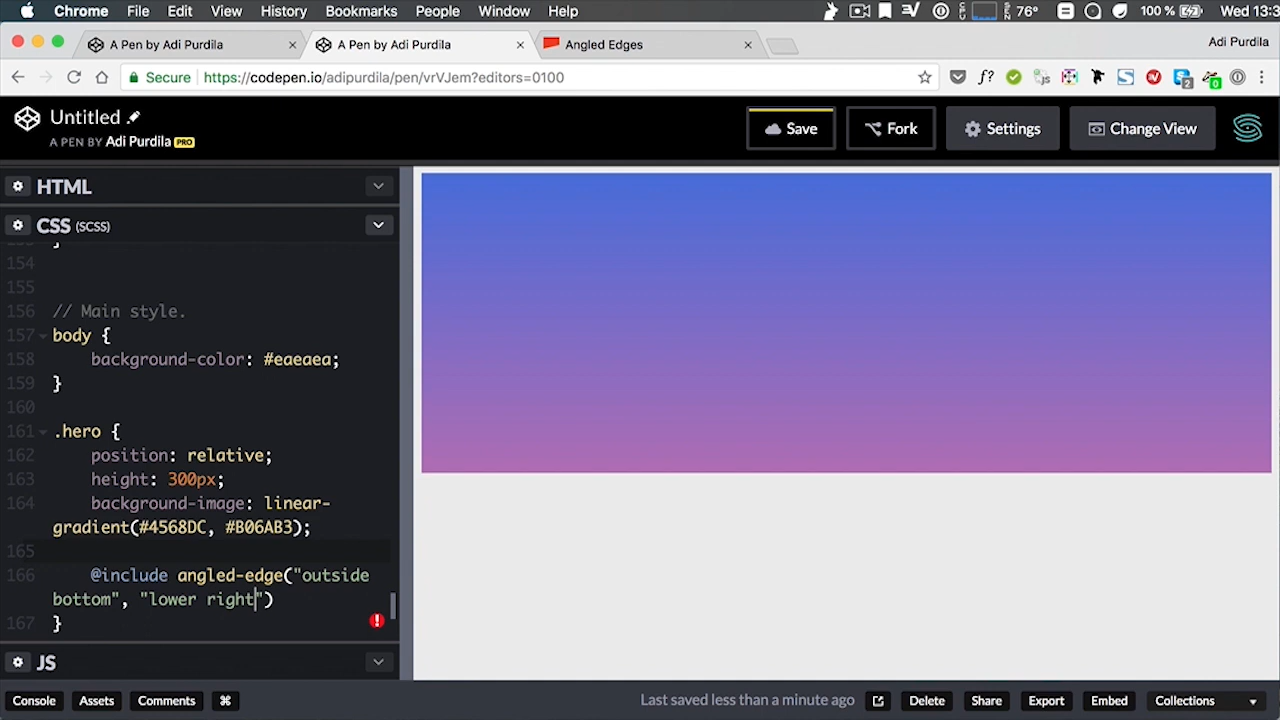 Chrome File Edit View History Bookmarks People Window Help 76° 100% Wed 13:3
A Pen by Adi Purdila × A Pen by Adi Purdila × Angled Edges × Adi Purdila
Secure https://codepen.io/adipurdila/pen/vrVJem?editors=0100
Untitled
A PEN BY Adi Purdila PRO
Save Fork Settings Change View
HTML
CSS (SCSS)
154
155
156 // Main style.
157 body {
158 background-color: #eaeaea;
159 }
160
161 .hero {
162 position: relative;
163 height: 300px;
164 background-image: linear-
gradient(#4568DC, #B06AB3);
165
166 @include angled-edge("outside
bottom", "lower right")
167 }
JS
Console Assets Comments ⌘ Last saved less than a minute ago Delete Share Export Embed Collections